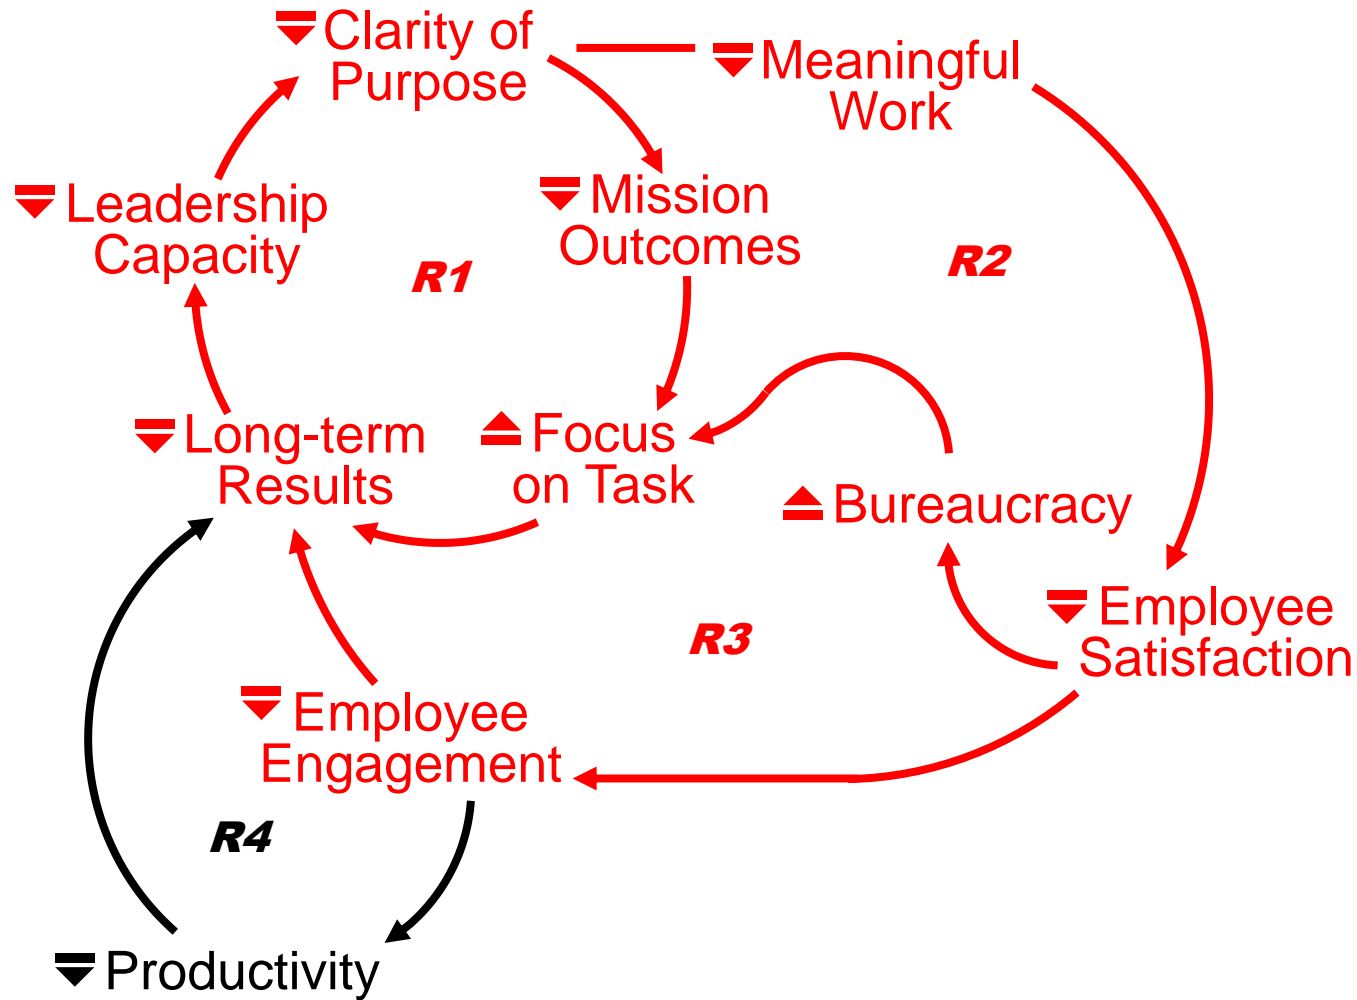 Clarity of
Purpose
Meaningful
Work
Leadership
Capacity
Mission
Outcomes
R1
R2
Long-term
Results
Focus
on Task
Bureaucracy
Employee
Satisfaction
R3
Employee
Engagement
R4
Productivity